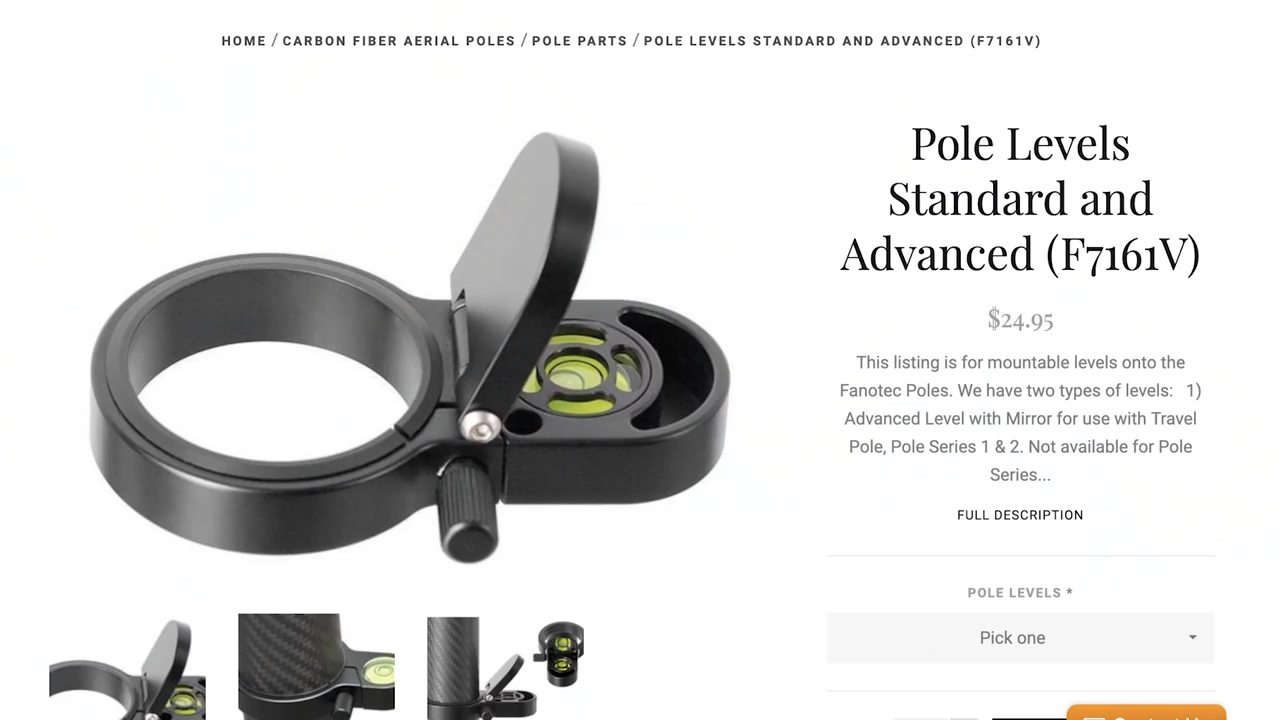 HOME / CARBON FIBER AERIAL POLES / POLE PARTS / POLE LEVELS STANDARD AND ADVANCED (F7161V)
Pole Levels
Standard and
Advanced (F7161V)
$24.95
This listing is for mountable levels onto the
Fanotec Poles. We have two types of levels: 1)
Advanced Level with Mirror for use with Travel
Pole, Pole Series 1 & 2. Not available for Pole
Series...
FULL DESCRIPTION
POLE LEVELS *
Pick one